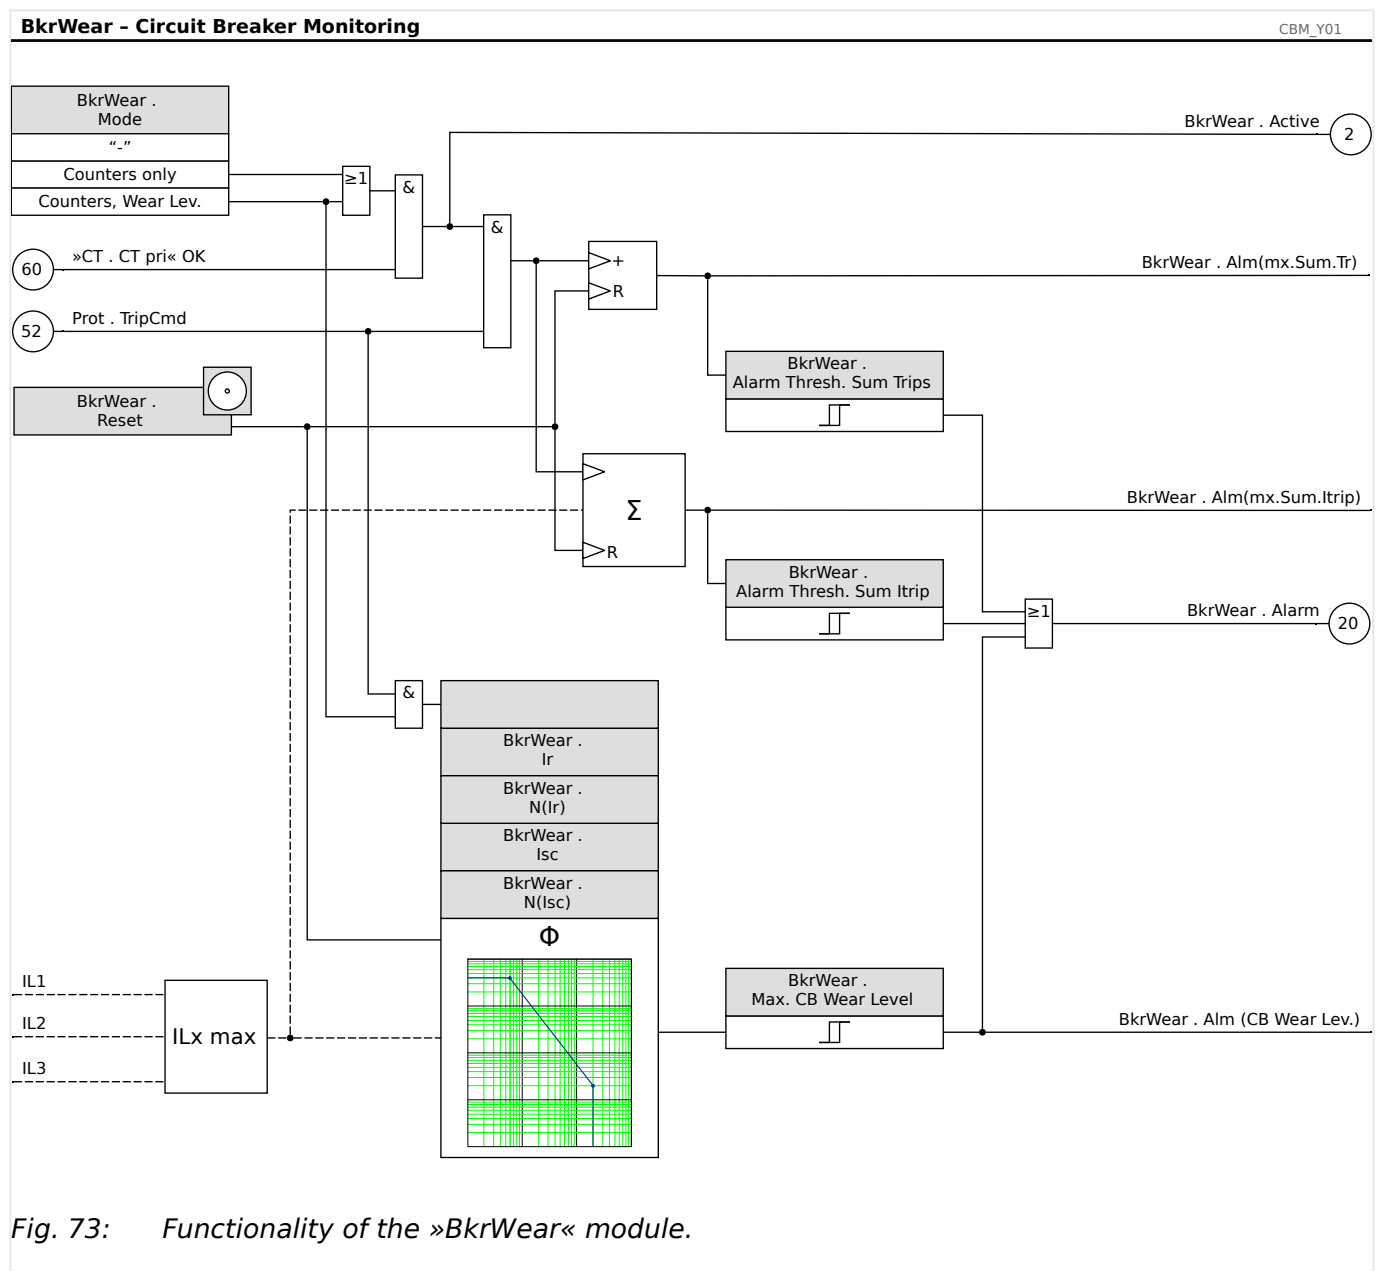 BkrWear – Circuit Breaker Monitoring
CBM_Y01
BkrWear .
Mode
“-”
Counters only
Counters, Wear Lev.
≥1
&
&
BkrWear . Active
2
60
»CT . CT pri« OK
+
R
BkrWear . Alm(mx.Sum.Tr)
52
Prot . TripCmd
BkrWear .
Alarm Thresh. Sum Trips
BkrWear .
Reset
Σ
R
BkrWear . Alm(mx.Sum.Itrip)
BkrWear .
Alarm Thresh. Sum Itrip
≥1
BkrWear . Alarm
20
&
BkrWear .
Ir
BkrWear .
N(Ir)
BkrWear .
Isc
BkrWear .
N(Isc)
Φ
IL1
IL2
IL3
ILx max
BkrWear .
Max. CB Wear Level
BkrWear . Alm (CB Wear Lev.)
Fig. 73: Functionality of the »BkrWear« module.